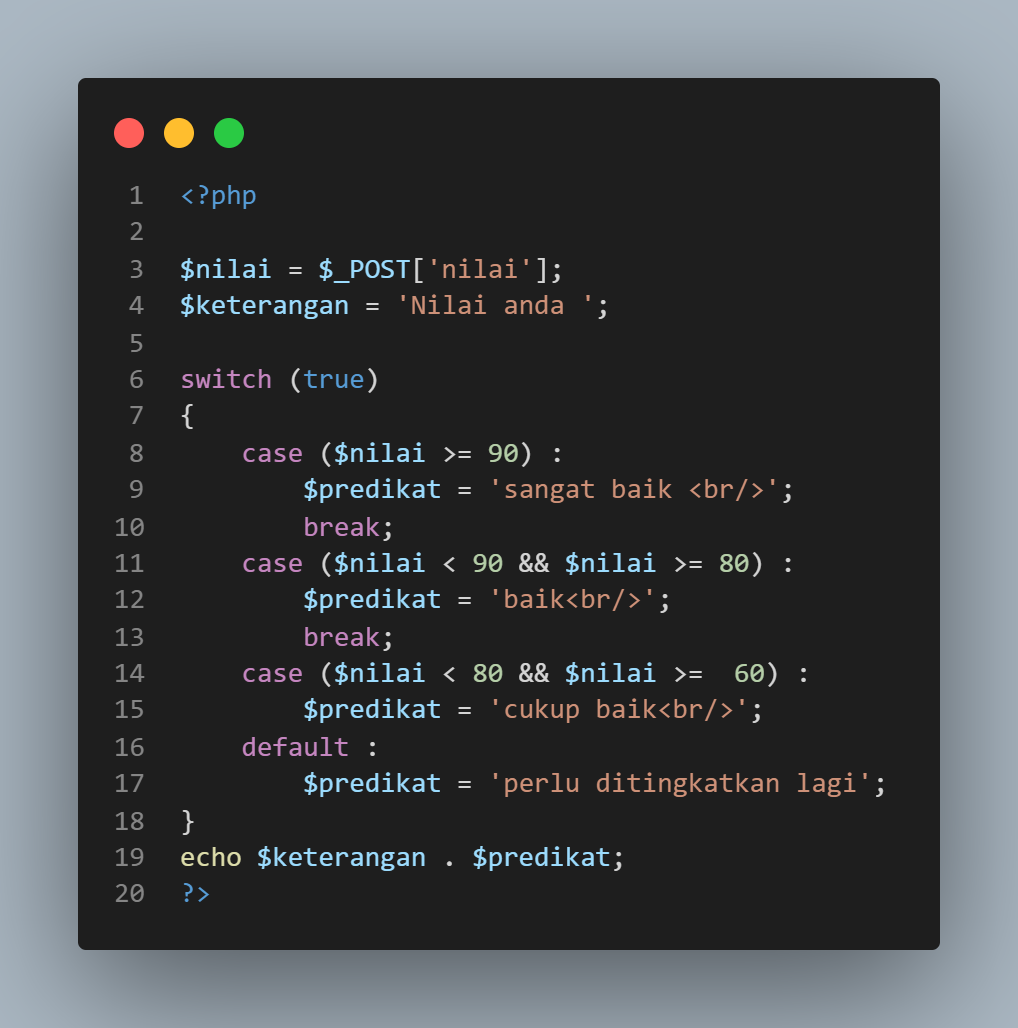 1 <?php
2
3 $nilai = $_POST['nilai'];
4 $keterangan = 'Nilai anda ';
5
6 switch (true)
7 {
8     case ($nilai >= 90) :
9         $predikat = 'sangat baik <br/>';
10         break;
11     case ($nilai < 90 && $nilai >= 80) :
12         $predikat = 'baik<br/>';
13         break;
14     case ($nilai < 80 && $nilai >=  60) :
15         $predikat = 'cukup baik<br/>';
16     default :
17         $predikat = 'perlu ditingkatkan lagi';
18 }
19 echo $keterangan . $predikat;
20 ?>